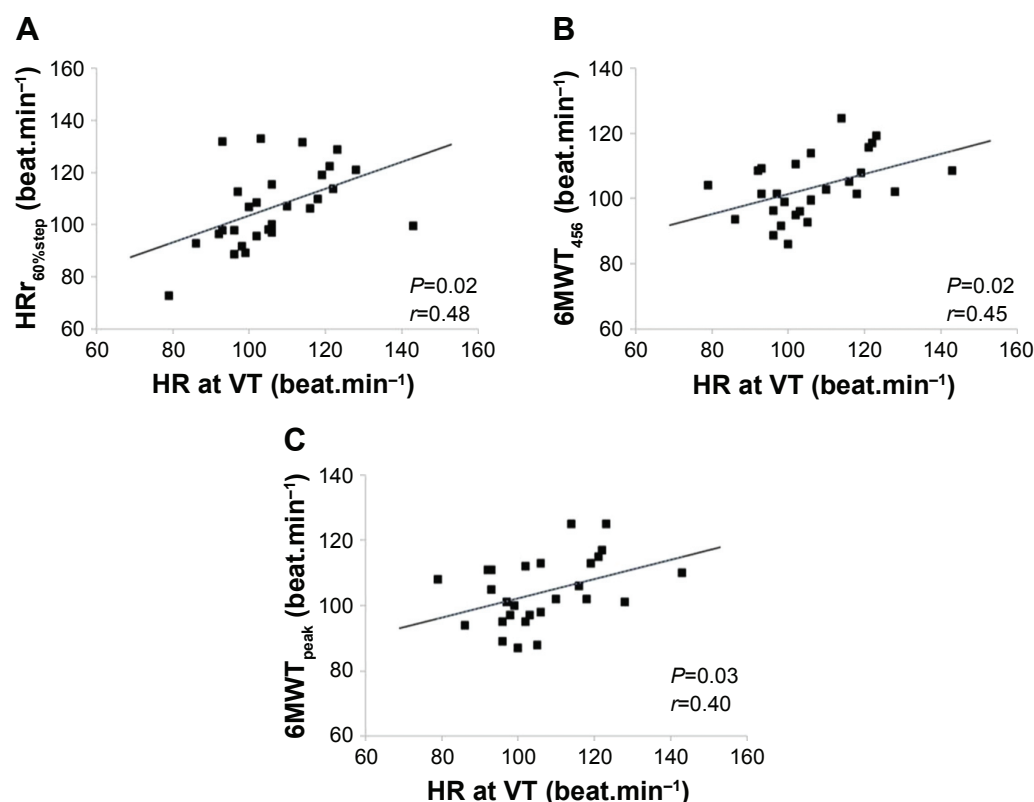 A
HRr60%step (beat.min–1)
160
140
120
100
80
60
60 80 100 120 140 160
HR at VT (beat.min–1)
P=0.02
r=0.48
B
6MWT456 (beat.min–1)
140
120
100
80
60
60 80 100 120 140 160
HR at VT (beat.min–1)
P=0.02
r=0.45
C
6MWTpeak (beat.min–1)
140
120
100
80
60
60 80 100 120 140 160
HR at VT (beat.min–1)
P=0.03
r=0.40